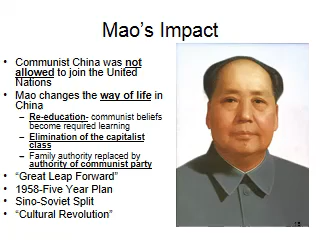 Mao's Impact
• Communist China was not
allowed to join the United
Nations
• Mao changes the way of life in
China
– Re-education- communist beliefs
become required learning
– Elimination of the capitalist
class
– Family authority replaced by
authority of communist party
• "Great Leap Forward"
• 1958-Five Year Plan
• Sino-Soviet Split
• "Cultural Revolution"